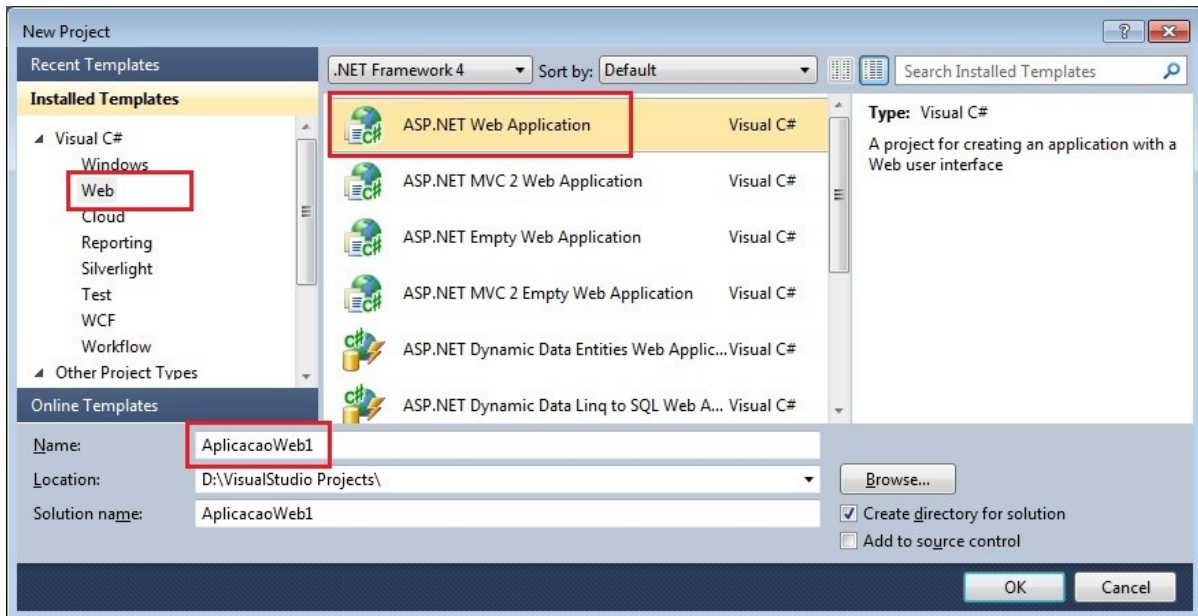 New Project
Recent Templates
.NET Framework 4
Sort by: Default
Search Installed Templates
Installed Templates
Visual C#
Windows
Web
Cloud
Reporting
Silverlight
Test
WCF
Workflow
Other Project Types
Online Templates
ASP.NET Web Application Visual C#
ASP.NET MVC 2 Web Application Visual C#
ASP.NET Empty Web Application Visual C#
ASP.NET MVC 2 Empty Web Application Visual C#
ASP.NET Dynamic Data Entities Web Applic... Visual C#
ASP.NET Dynamic Data Linq to SQL Web A... Visual C#
Type: Visual C#
A project for creating an application with a
Web user interface
Name: AplicacaoWeb1
Location: D:\VisualStudio Projects\
Browse...
Solution name: AplicacaoWeb1
Create directory for solution
Add to source control
OK Cancel